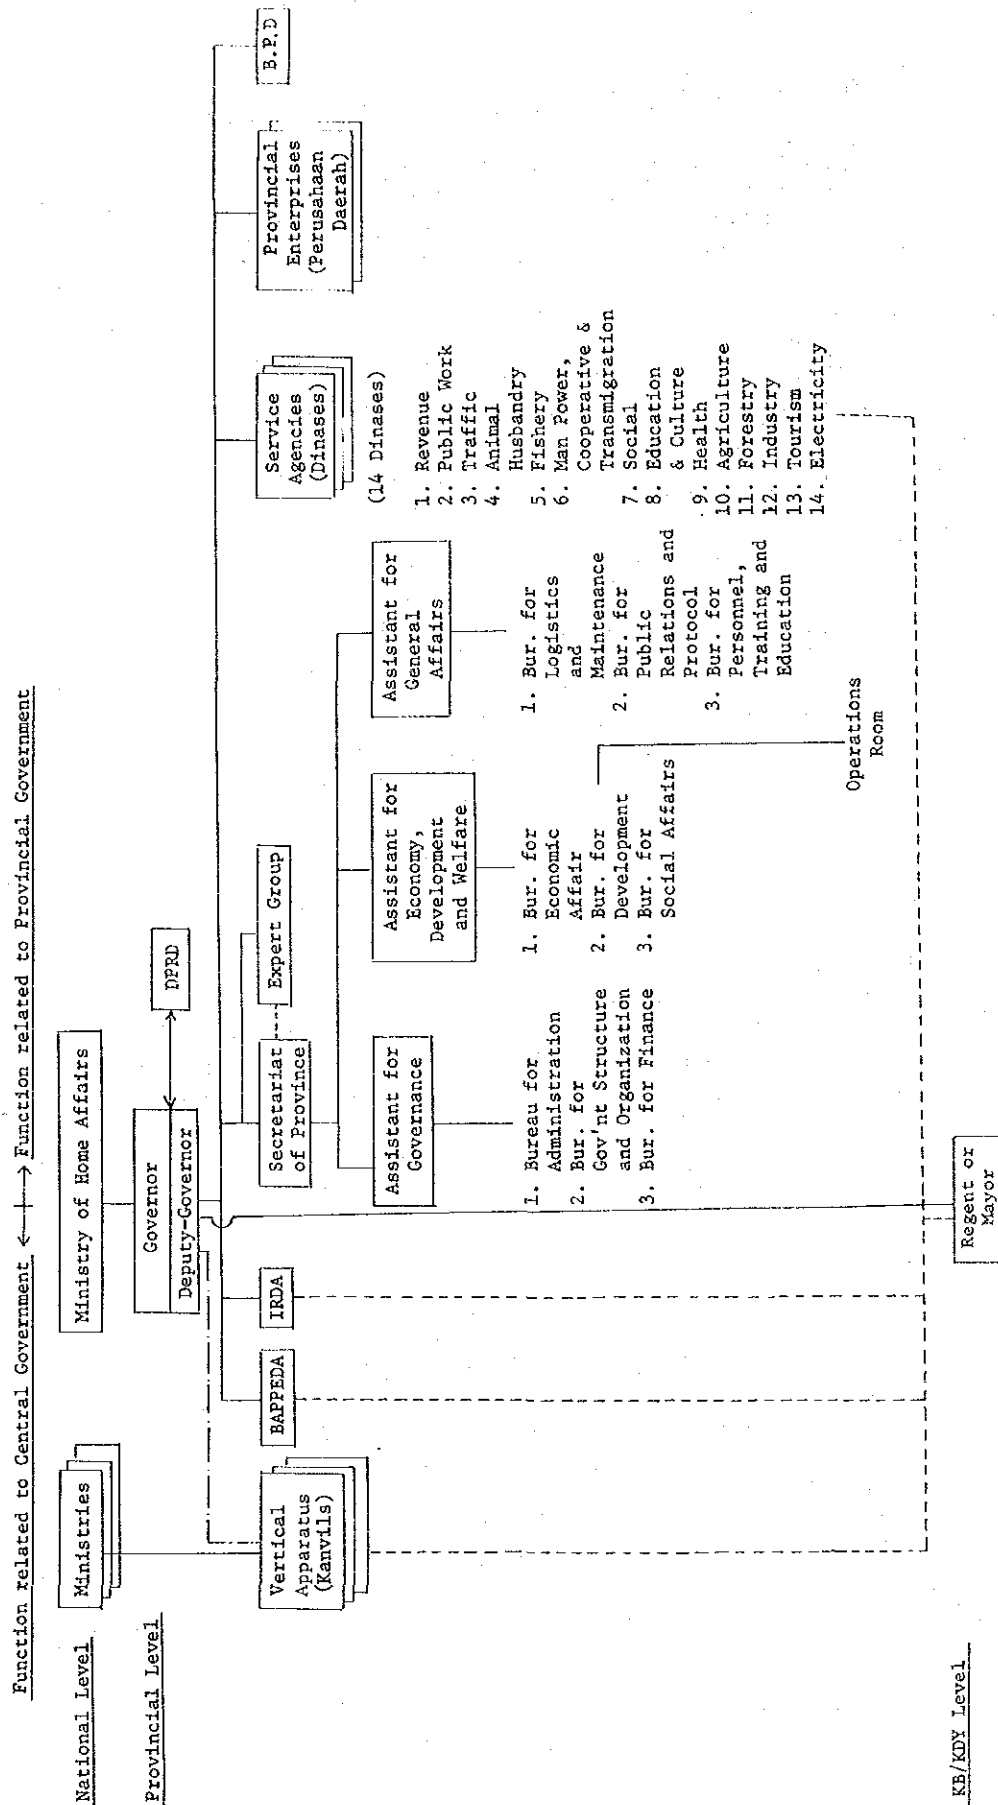 Function related to Central Government ←┼→ Function related to Provincial Government
National Level
Ministries
Ministry of Home Affairs
Provincial Level
Governor
Deputy-Governor
DPRD
Vertical
Apparatus
(Kanvils)
BAPPEDA
IRDA
Secretariat
of Province
Expert Group
Service
Agencies
(Dinases)
Provincial
Enterprises
(Perusahaan
Daerah)
B.P.D
(14 Dinases)
1. Revenue
2. Public Work
3. Traffic
4. Animal
Husbandry
5. Fishery
6. Man Power,
Cooperative &
Transmigration
7. Social
8. Education
& Culture
9. Health
10. Agriculture
11. Forestry
12. Industry
13. Tourism
14. Electricity
Assistant for
Governance
1. Bureau for
Administration
2. Bur. for
Gov'nt Structure
and Organization
3. Bur. for Finance
Assistant for
Economy,
Development
and Welfare
1. Bur. for
Economic
Affair
2. Bur. for
Development
3. Bur. for
Social Affairs
Assistant for
General
Affairs
1. Bur. for
Logistics
and
Maintenance
2. Bur. for
Public
Relations and
Protocol
3. Bur. for
Personnel,
Training and
Education
Operations
Room
KB/KDY Level
Regent or
Mayor